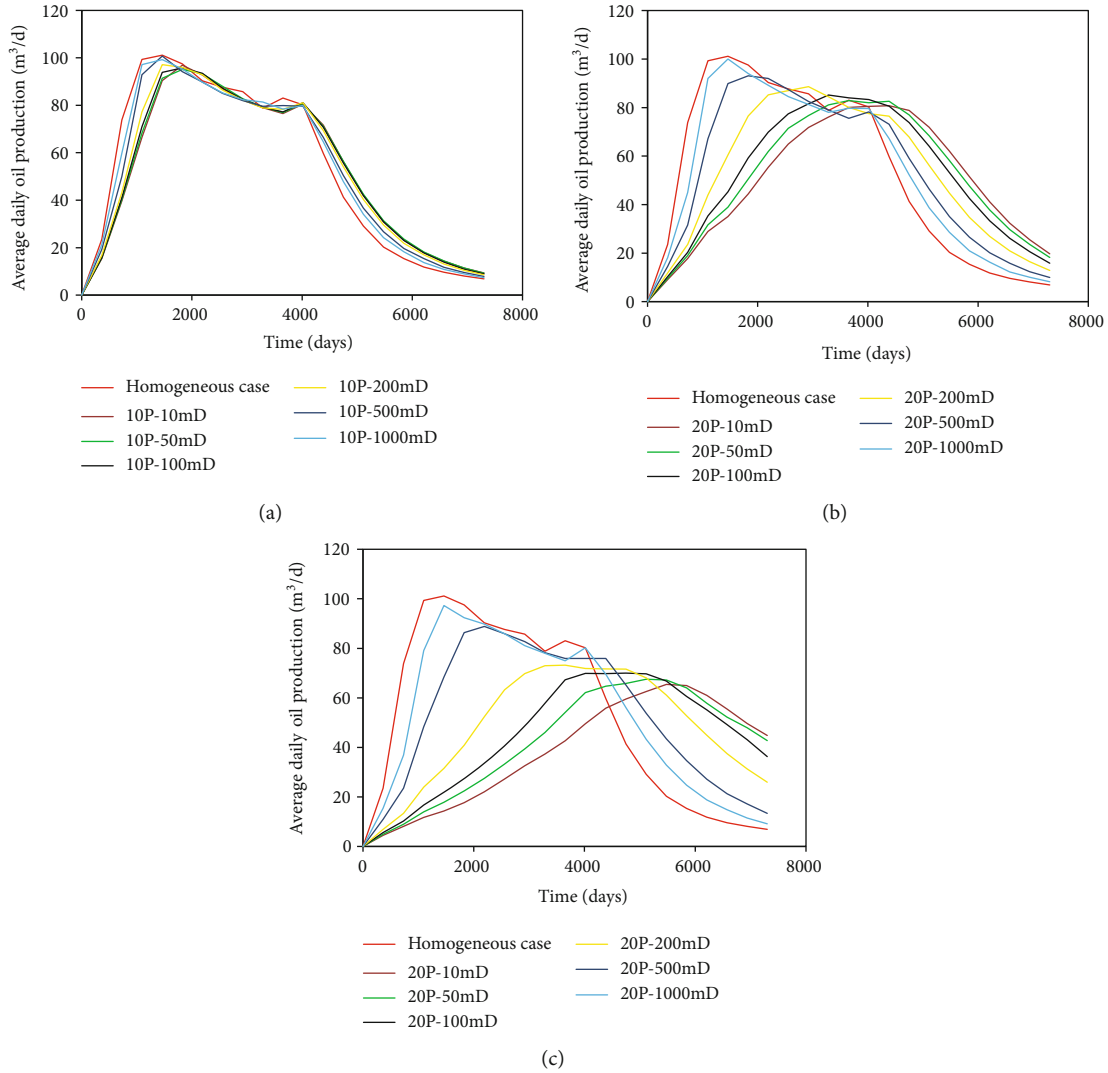 120
100
80
60
40
20
0
Average daily oil production (m³/d)
0 2000 4000 6000 8000
Time (days)
Homogeneous case
10P-10mD
10P-50mD
10P-100mD
10P-200mD
10P-500mD
10P-1000mD
(a)
120
100
80
60
40
20
0
Average daily oil production (m³/d)
0 2000 4000 6000 8000
Time (days)
Homogeneous case
20P-10mD
20P-50mD
20P-100mD
20P-200mD
20P-500mD
20P-1000mD
(b)
120
100
80
60
40
20
0
Average daily oil production (m³/d)
0 2000 4000 6000 8000
Time (days)
Homogeneous case
20P-10mD
20P-50mD
20P-100mD
20P-200mD
20P-500mD
20P-1000mD
(c)